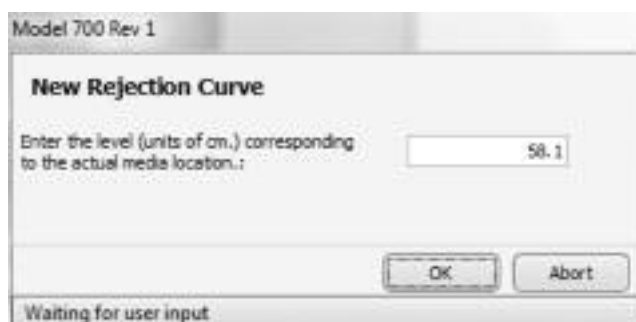 Model 700 Rev 1
New Rejection Curve
Enter the level (units of cm.) corresponding
to the actual media location.:
58.1
OK
Abort
Waiting for user input